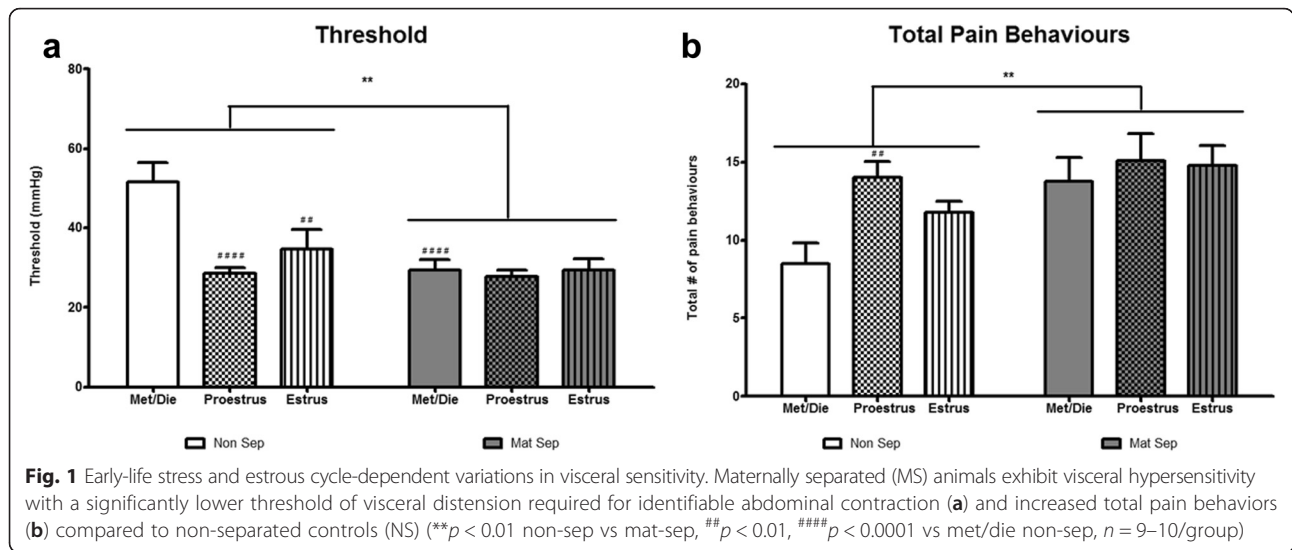 a
Threshold
80
60
40
20
0
Threshold (mmHg)
**
####
##
####
Met/Die Proestrus Estrus Met/Die Proestrus Estrus
Non Sep Mat Sep
b
Total Pain Behaviours
20
15
10
5
0
Total # of pain behaviours
**
##
Met/Die Proestrus Estrus Met/Die Proestrus Estrus
Non Sep Mat Sep
Fig. 1 Early-life stress and estrous cycle-dependent variations in visceral sensitivity. Maternally separated (MS) animals exhibit visceral hypersensitivity
with a significantly lower threshold of visceral distension required for identifiable abdominal contraction (a) and increased total pain behaviors
(b) compared to non-separated controls (NS) (**p < 0.01 non-sep vs mat-sep, ##p < 0.01, ####p < 0.0001 vs met/die non-sep, n = 9–10/group)